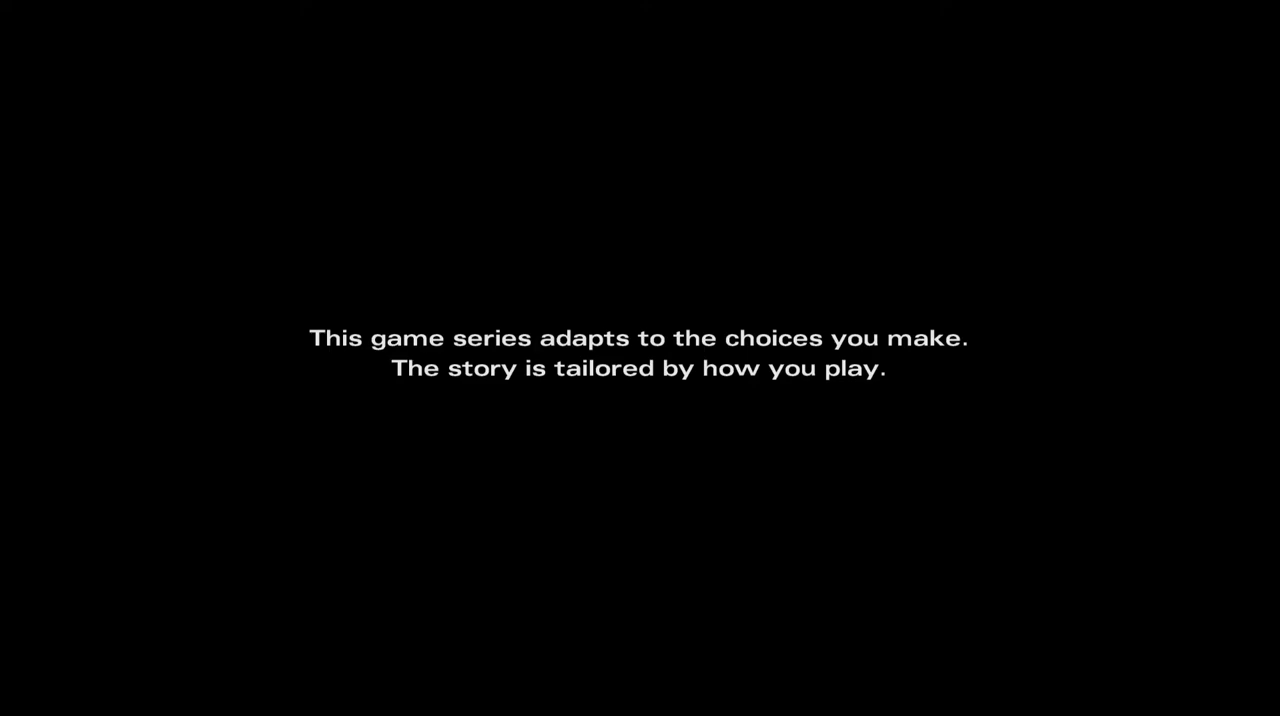 This game series adapts to the choices you make.
The story is tailored by how you play.